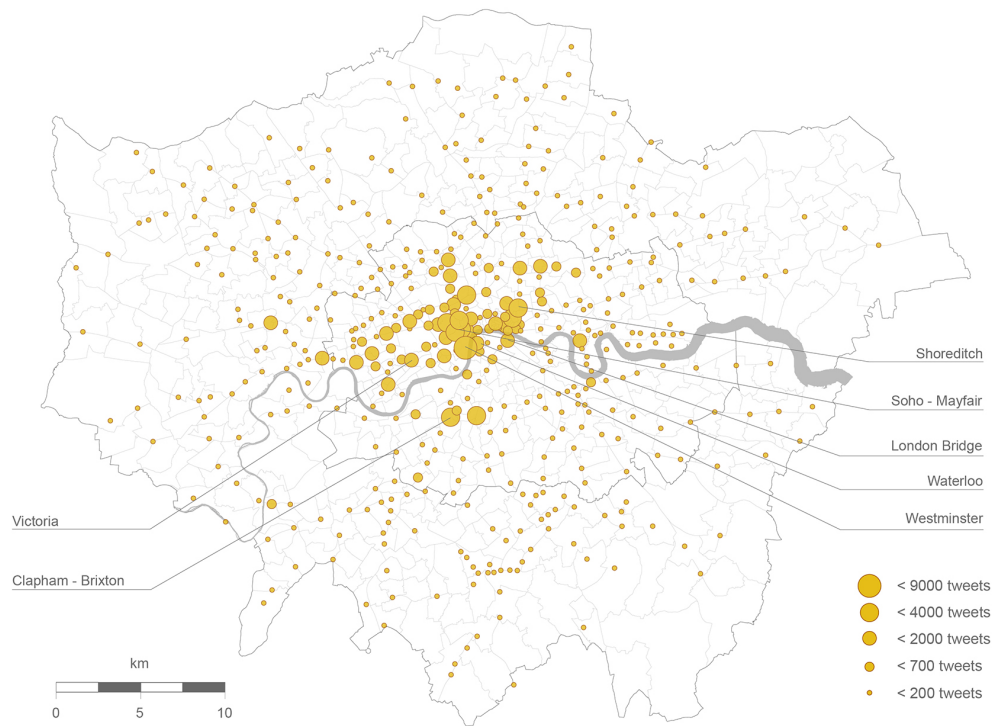 Shoreditch
Soho - Mayfair
London Bridge
Waterloo
Westminster
Victoria
Clapham - Brixton
< 9000 tweets
< 4000 tweets
< 2000 tweets
< 700 tweets
< 200 tweets
km
0 5 10